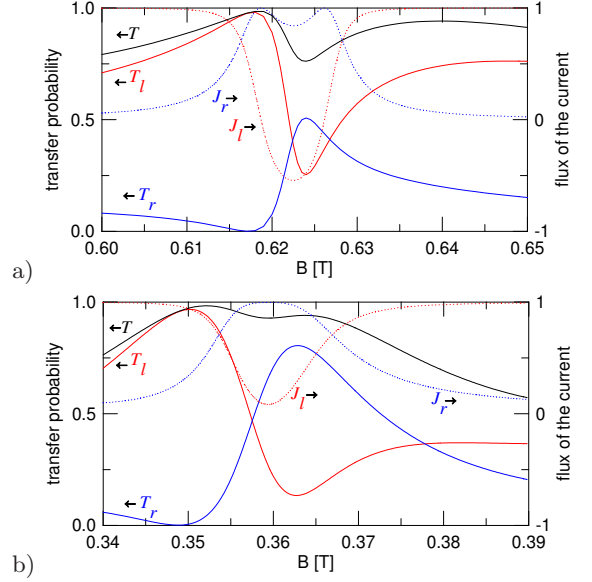 1.0
1
T
T_l
J_r
J_l
0.5
0
T_r
0.0
-1
0.60
0.61
0.62
0.63
0.64
0.65
B [T]
transfer probability
flux of the current
a)
1.0
1
T
T_l
J_l
J_r
0.5
0
T_r
0.0
-1
0.34
0.35
0.36
0.37
0.38
0.39
B [T]
transfer probability
flux of the current
b)